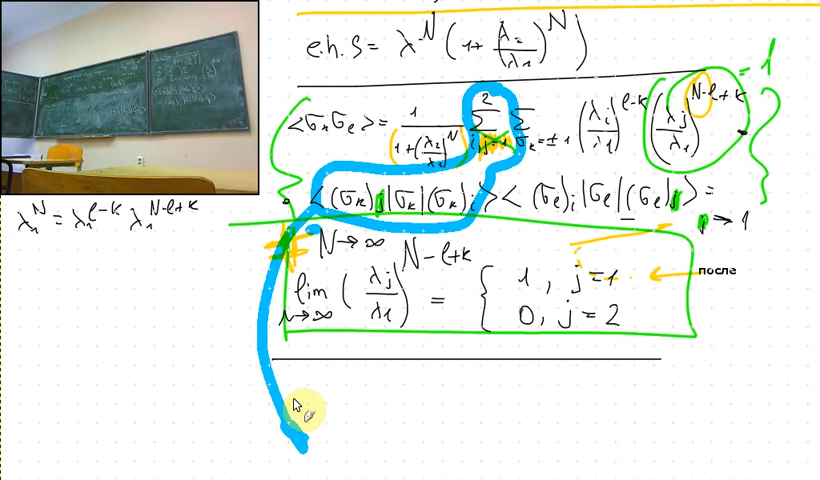 e.h.s = λ^N (1 + (λ₂/λ₁)^N)
<σ_k σ_l> = 1/(1+(λ₂/λ₁)^N) Σ_{i,j=1}^{2} Σ_{σ_k=±1} (λ_i/λ₁)^{l-k} (λ_j/λ₁)^{N-l+k} = 1
<(σ_k)_j|σ_k|(σ_k)_i> <(σ_l)_i|σ_l|(σ_l)_j> =
j → 1
λ₁^N = λ₁^{l-k} λ₁^{N-l+k}
N→∞
lim_{N→∞} (λ_j/λ₁)^{N-l+k} = { 1, j=1
0, j=2
после